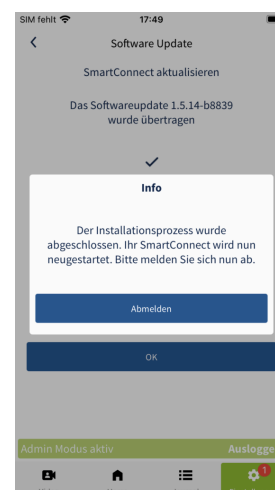 SIM fehlt 17:49
Software Update
SmartConnect aktualisieren
Das Softwareupdate 1.5.14-b8839
wurde übertragen
Info
Der Installationsprozess wurde
abgeschlossen. Ihr SmartConnect wird nun
neugestartet. Bitte melden Sie sich nun ab.
Abmelden
OK
Admin Modus aktiv Auslogge
1